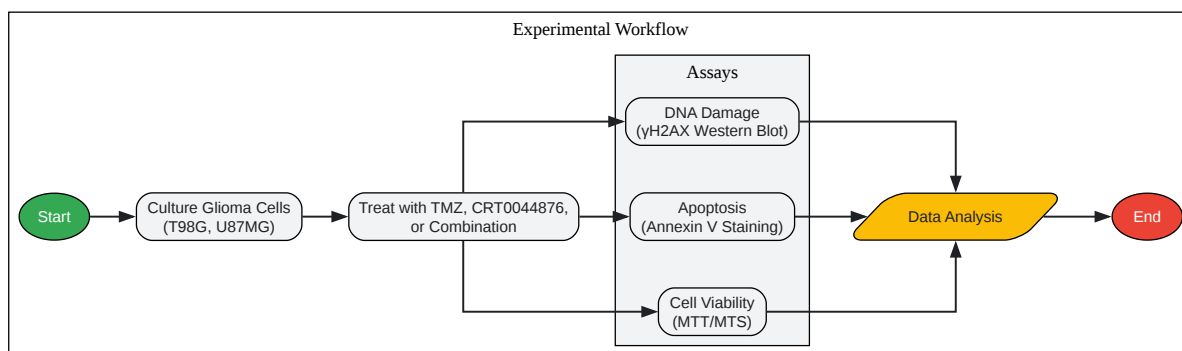 Experimental Workflow
Assays
DNA Damage
(γH2AX Western Blot)
Start
Culture Glioma Cells
(T98G, U87MG)
Treat with TMZ, CRT0044876,
or Combination
Apoptosis
(Annexin V Staining)
Data Analysis
End
Cell Viability
(MTT/MTS)